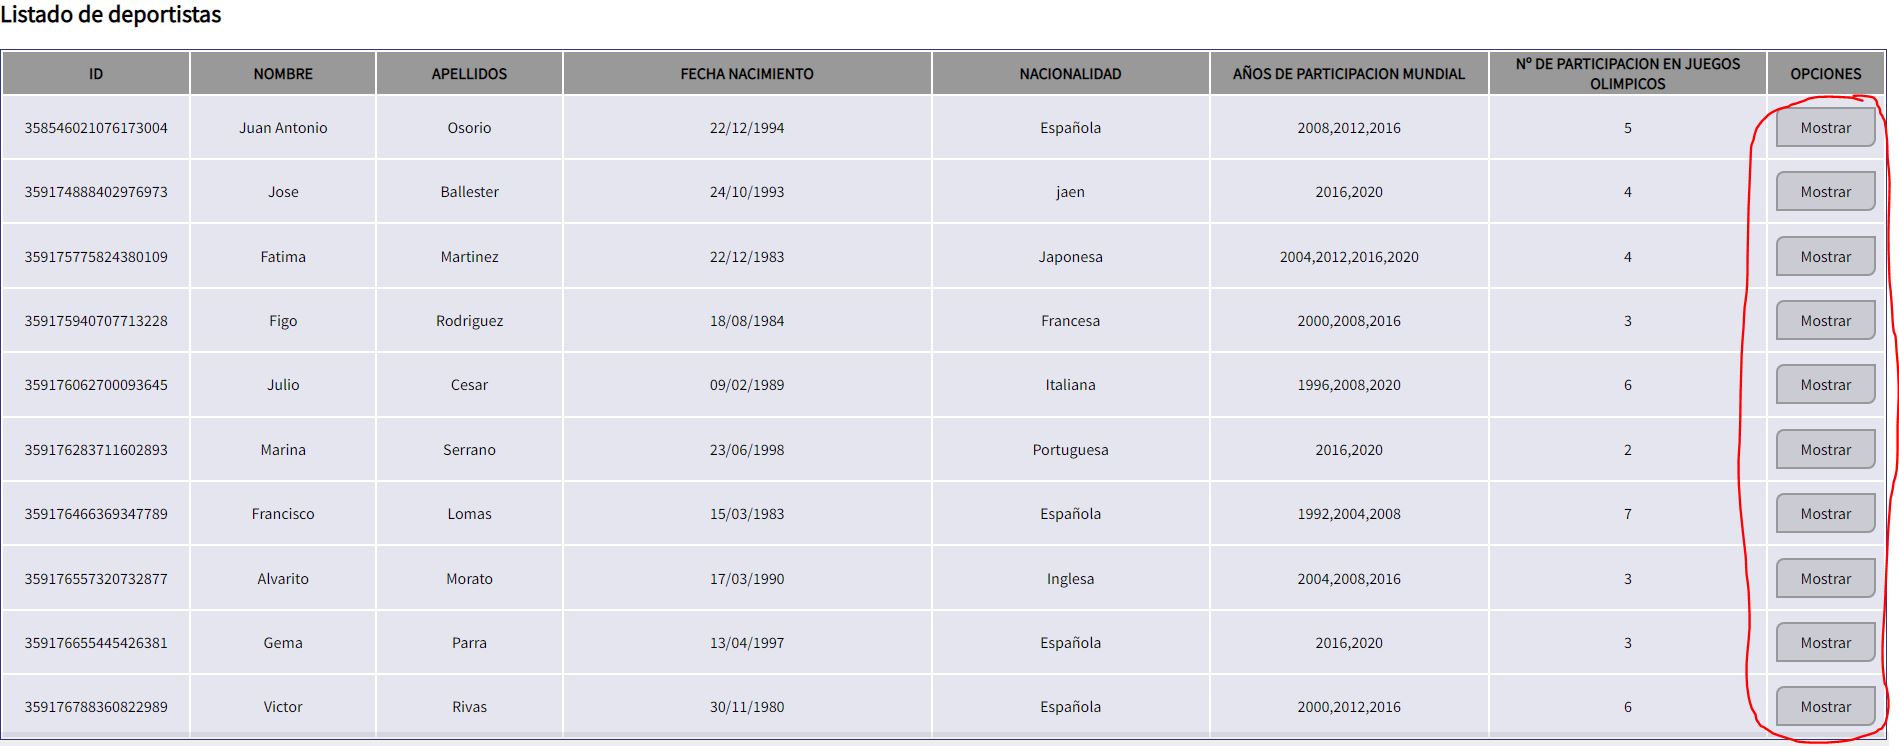 Listado de deportistas
ID NOMBRE APELLIDOS FECHA NACIMIENTO NACIONALIDAD AÑOS DE PARTICIPACION MUNDIAL Nº DE PARTICIPACION EN JUEGOS OLIMPICOS OPCIONES
358546021076173004 Juan Antonio Osorio 22/12/1994 Española 2008,2012,2016 5 Mostrar
359174888402976973 Jose Ballester 24/10/1993 jaen 2016,2020 4 Mostrar
359175775824380109 Fatima Martinez 22/12/1983 Japonesa 2004,2012,2016,2020 4 Mostrar
359175940707713228 Figo Rodriguez 18/08/1984 Francesa 2000,2008,2016 3 Mostrar
359176062700093645 Julio Cesar 09/02/1989 Italiana 1996,2008,2020 6 Mostrar
359176283711602893 Marina Serrano 23/06/1998 Portuguesa 2016,2020 2 Mostrar
359176466369347789 Francisco Lomas 15/03/1983 Española 1992,2004,2008 7 Mostrar
359176557320732877 Alvarito Morato 17/03/1990 Inglesa 2004,2008,2016 3 Mostrar
359176655445426381 Gema Parra 13/04/1997 Española 2016,2020 3 Mostrar
359176788360822989 Victor Rivas 30/11/1980 Española 2000,2012,2016 6 Mostrar